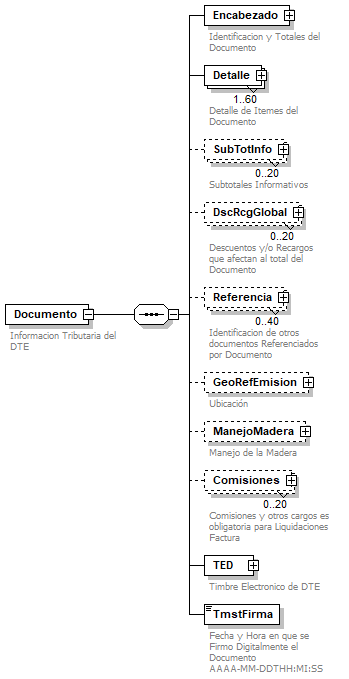 Encabezado
Identificacion y Totales del
Documento
Detalle
1..60
Detalle de Itemes del
Documento
SubTotInfo
0..20
Subtotales Informativos
DscRcgGlobal
0..20
Descuentos y/o Recargos
que afectan al total del
Documento
Documento
Informacion Tributaria del
DTE
Referencia
0..40
Identificacion de otros
documentos Referenciados
por Documento
GeoRefEmision
Ubicación
ManejoMadera
Manejo de la Madera
Comisiones
0..20
Comisiones y otros cargos es
obligatoria para Liquidaciones
Factura
TED
Timbre Electronico de DTE
TmstFirma
Fecha y Hora en que se
Firmo Digitalmente el
Documento
AAAA-MM-DDTHH:MI:SS